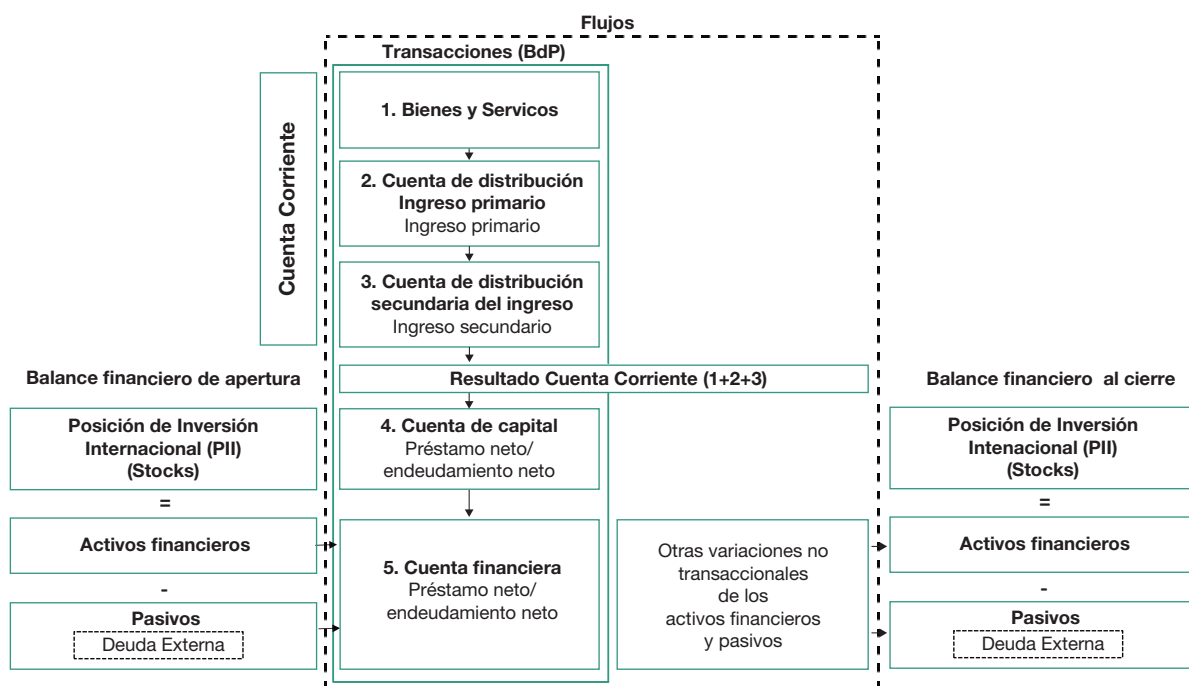 Flujos
Transacciones (BdP)
Cuenta Corriente
1. Bienes y Servicos
2. Cuenta de distribución
Ingreso primario
Ingreso primario
3. Cuenta de distribución
secundaria del ingreso
Ingreso secundario
Resultado Cuenta Corriente (1+2+3)
4. Cuenta de capital
Préstamo neto/
endeudamiento neto
5. Cuenta financiera
Préstamo neto/
endeudamiento neto
Otras variaciones no
transaccionales
de los
activos financieros
y pasivos
Balance financiero de apertura
Posición de Inversión
Internacional (PII)
(Stocks)
=
Activos financieros
-
Pasivos
Deuda Externa
Balance financiero al cierre
Posición de Inversión
Intenacional (PII)
(Stocks)
=
Activos financieros
-
Pasivos
Deuda Externa